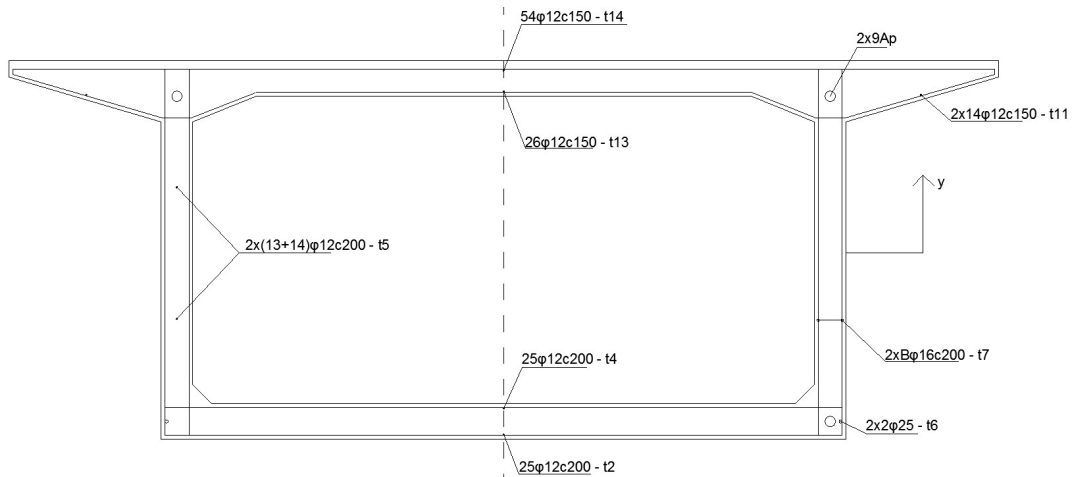 54φ12c150 - t14
2x9Ap
2x14φ12c150 - t11
26φ12c150 - t13
y
2x(13+14)φ12c200 - t5
2xBφ16c200 - t7
25φ12c200 - t4
2x2φ25 - t6
25φ12c200 - t2